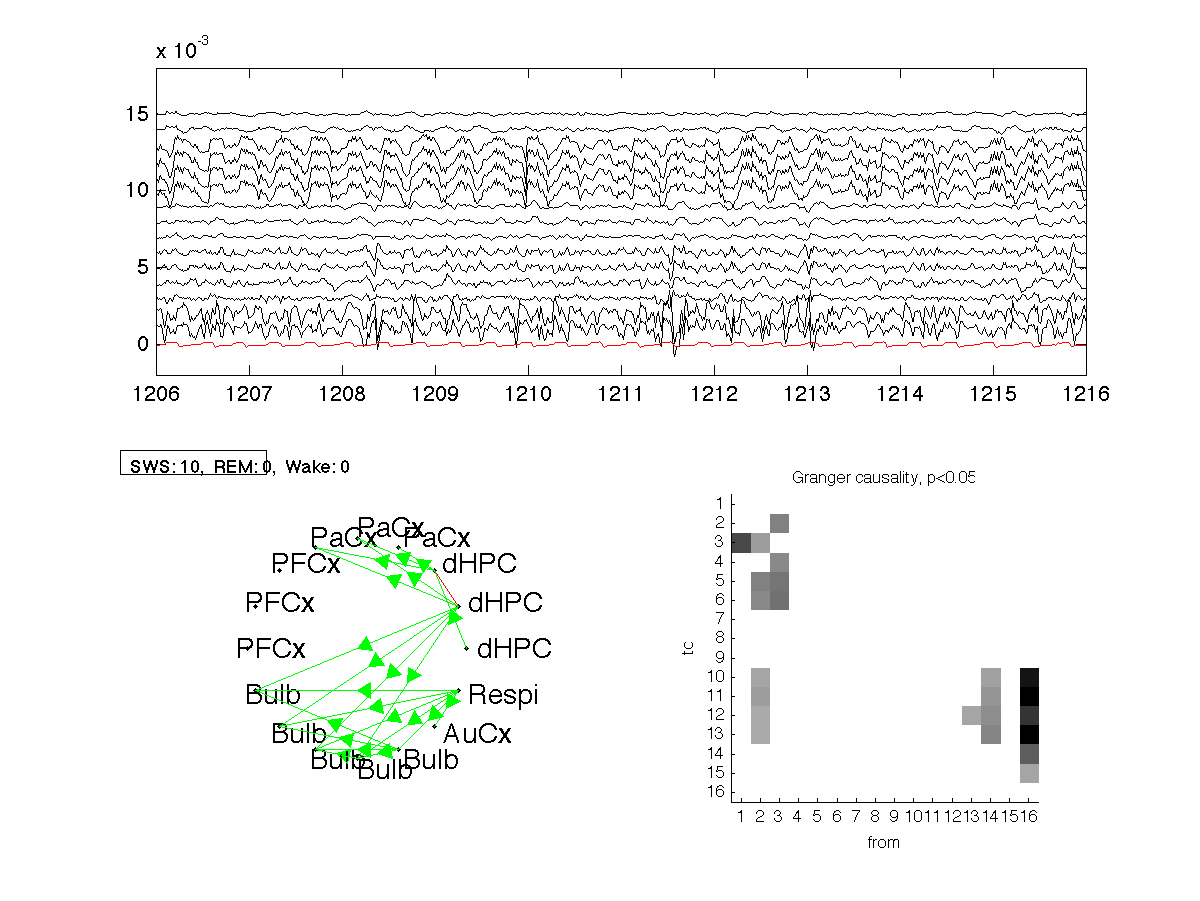 x 10-3
15
10
5
0
1206 1207 1208 1209 1210 1211 1212 1213 1214 1215 1216
SWS:10, REM:0, Wake:0
Granger causality, p<0.05
PaCx
PaCx PaCx
PFCx dHPC
PFCx dHPC
PFCx dHPC
Bulb Respi
Bulb AuCx
Bulb Bulb
Bulb
1
2
3
4
5
6
7
8
9
10
11
12
13
14
15
16
to
1 2 3 4 5 6 7 8 9 10 11 12 13 14 15 16
from